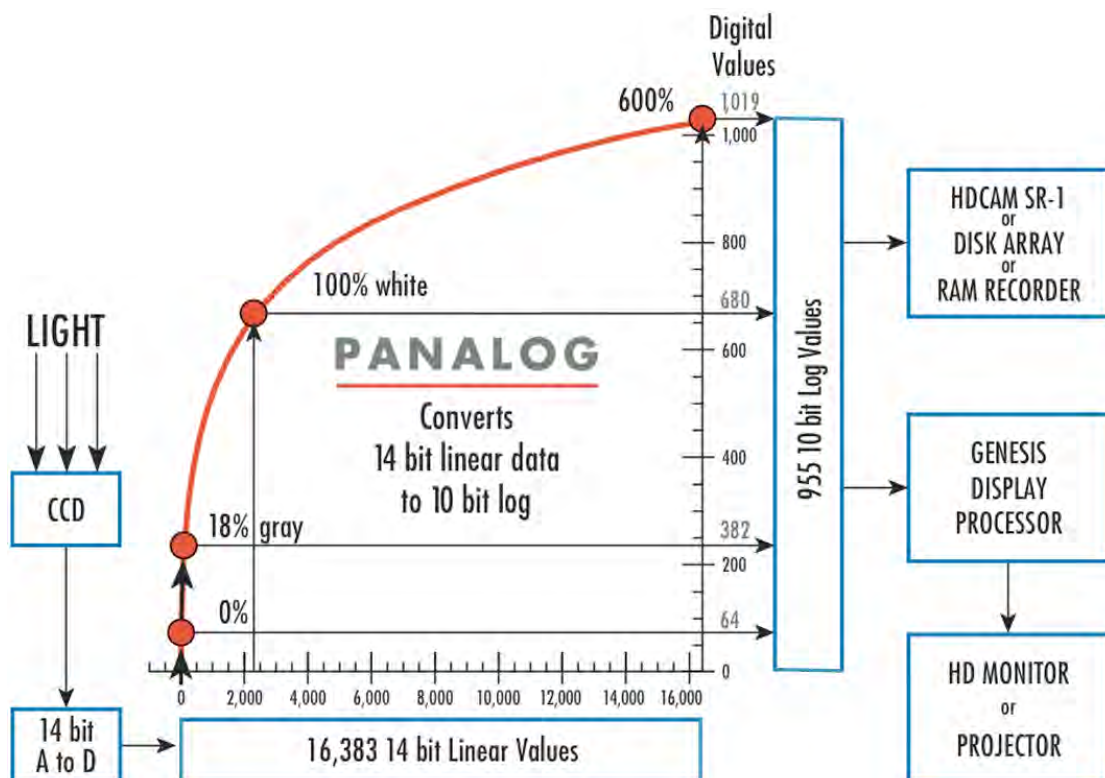 Digital
Values
600%
1,019
1,000
HDCAM SR-1
or
DISK ARRAY
or
RAM RECORDER
800
100% white
680
LIGHT
600
PANALOG
Converts
14 bit linear data
to 10 bit log
955 10 bit Log Values
400
GENESIS
DISPLAY
PROCESSOR
CCD
18% gray
382
200
0%
64
0
0 2,000 4,000 6,000 8,000 10,000 12,000 14,000 16,000
HD MONITOR
or
PROJECTOR
14 bit
A to D
16,383 14 bit Linear Values